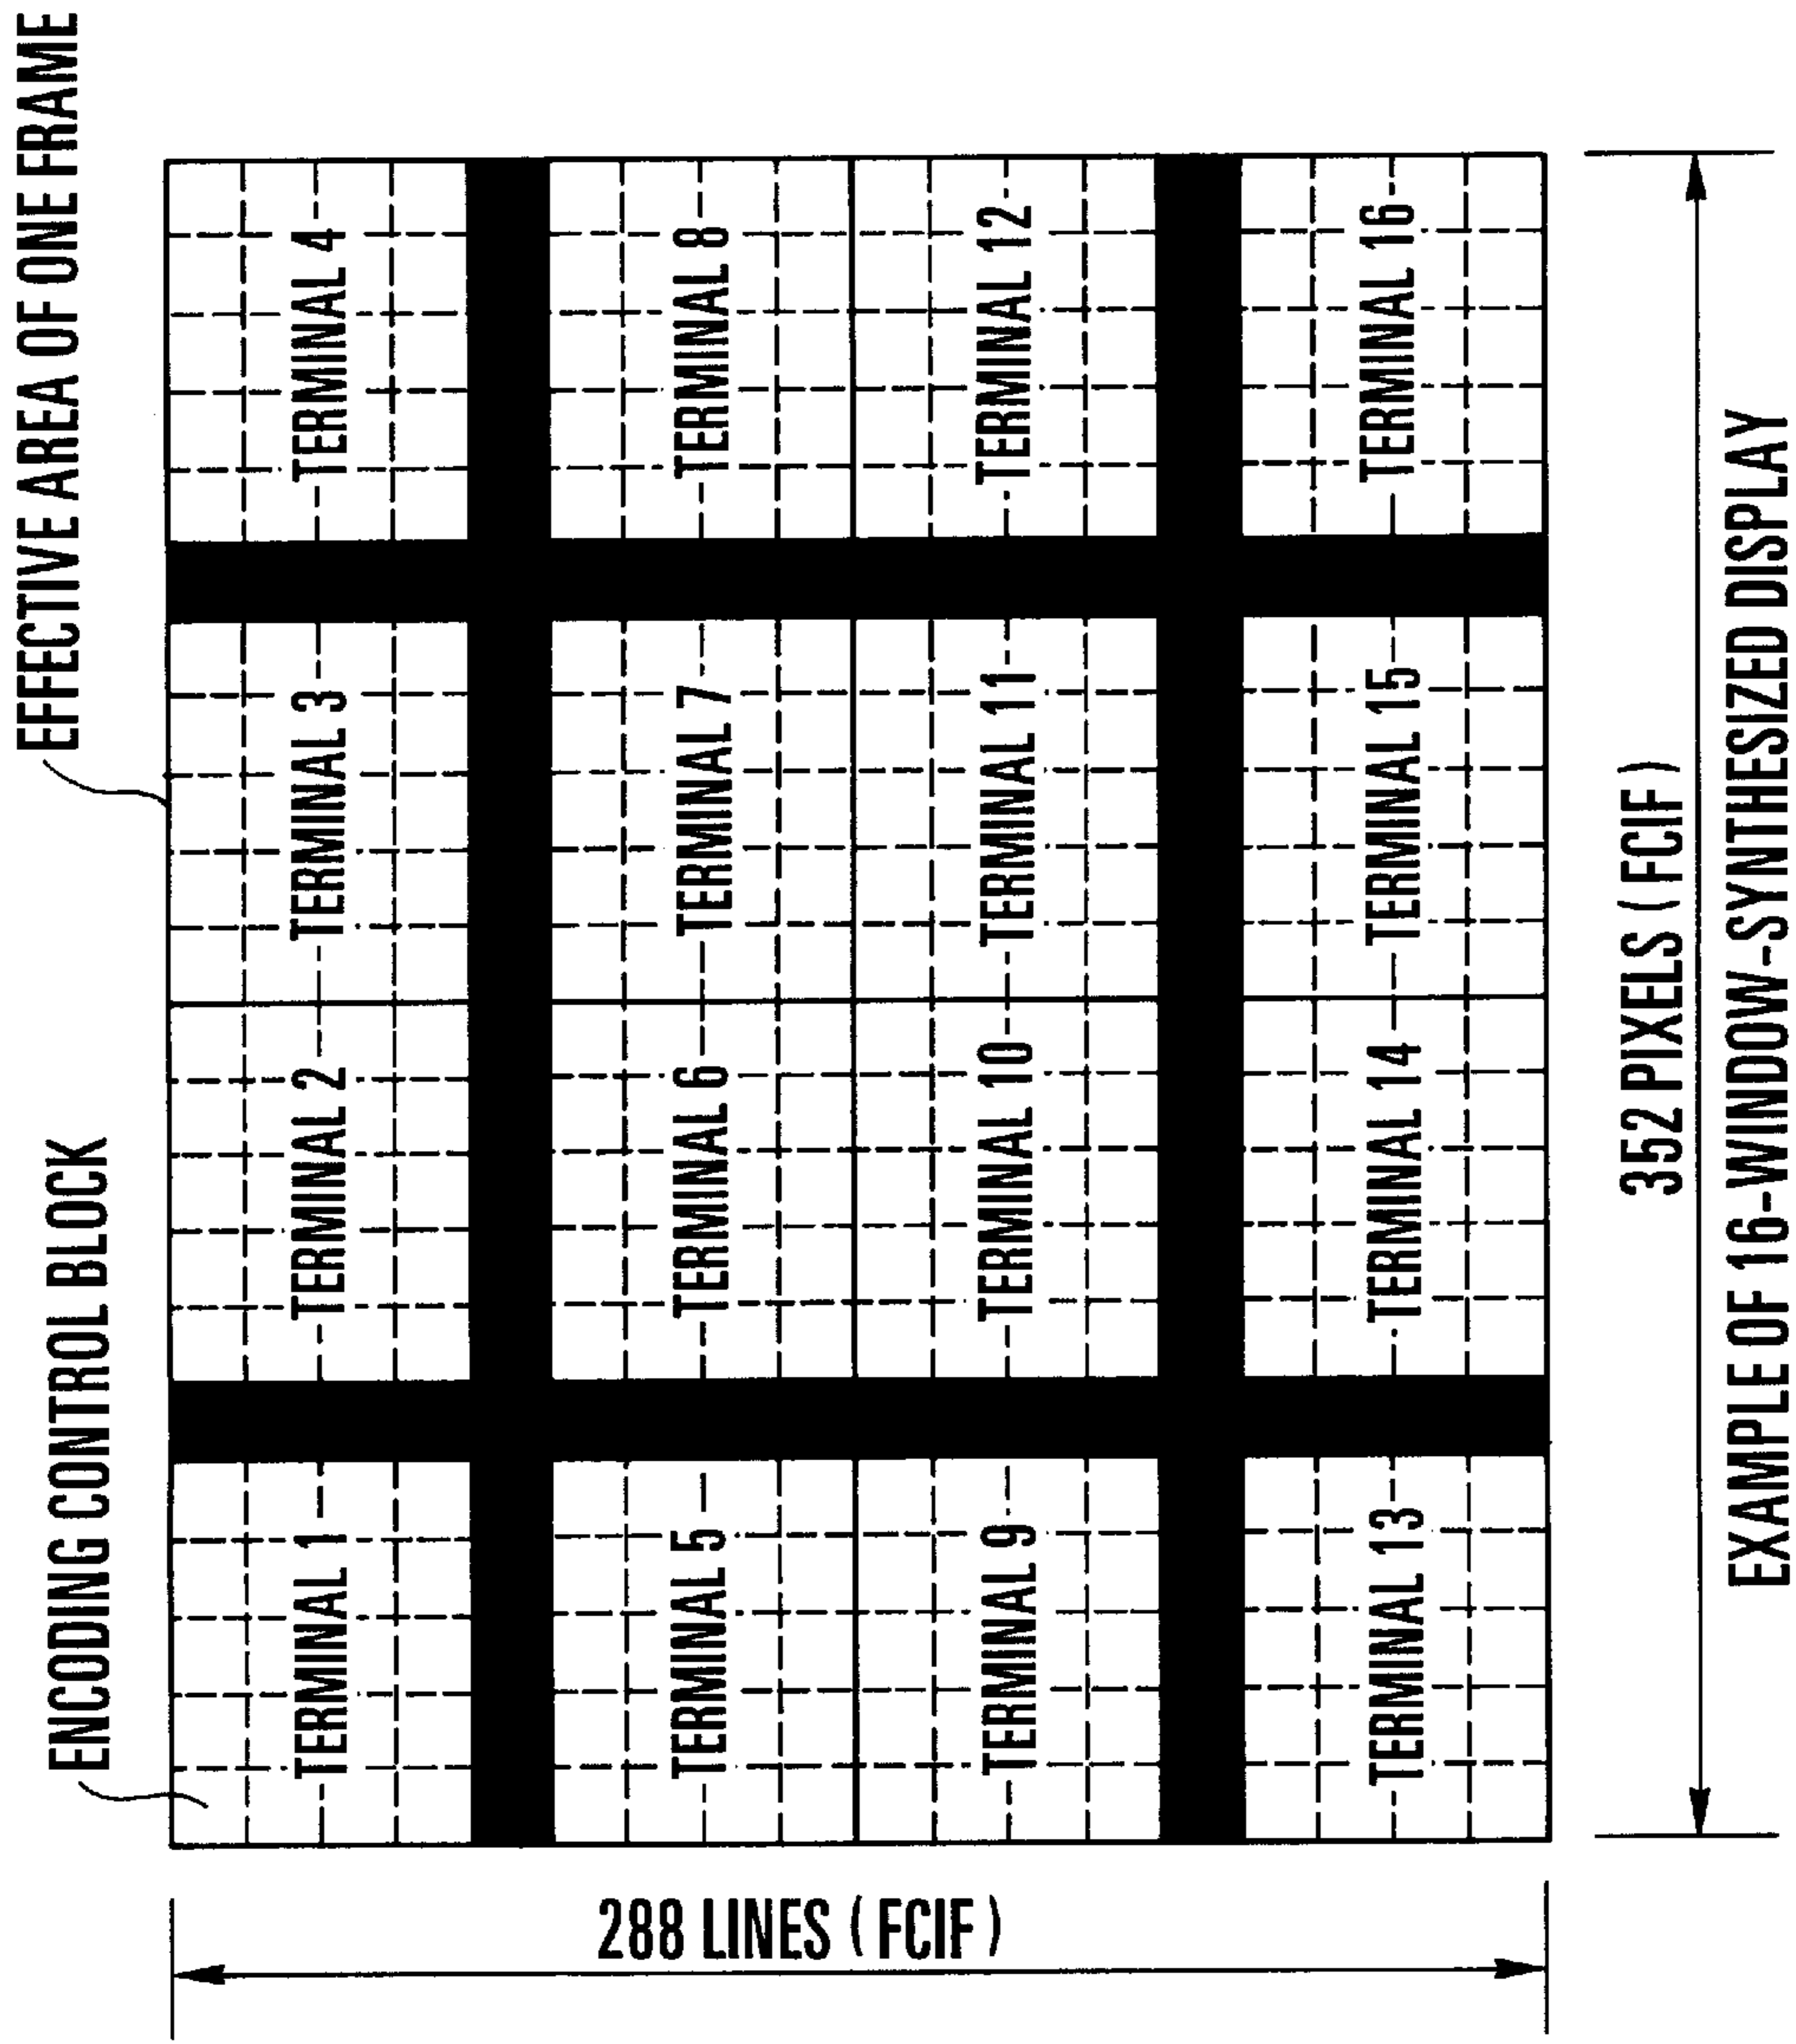 ENCODING CONTROL BLOCK
EFFECTIVE AREA OF ONE FRAME
TERMINAL 1
TERMINAL 2
TERMINAL 3
TERMINAL 4
TERMINAL 5
TERMINAL 6
TERMINAL 7
TERMINAL 8
TERMINAL 9
TERMINAL 10
TERMINAL 11
TERMINAL 12
TERMINAL 13
TERMINAL 14
TERMINAL 15
TERMINAL 16
288 LINES (FCIF)
352 PIXELS (FCIF)
EXAMPLE OF 16-WINDOW-SYNTHESIZED DISPLAY